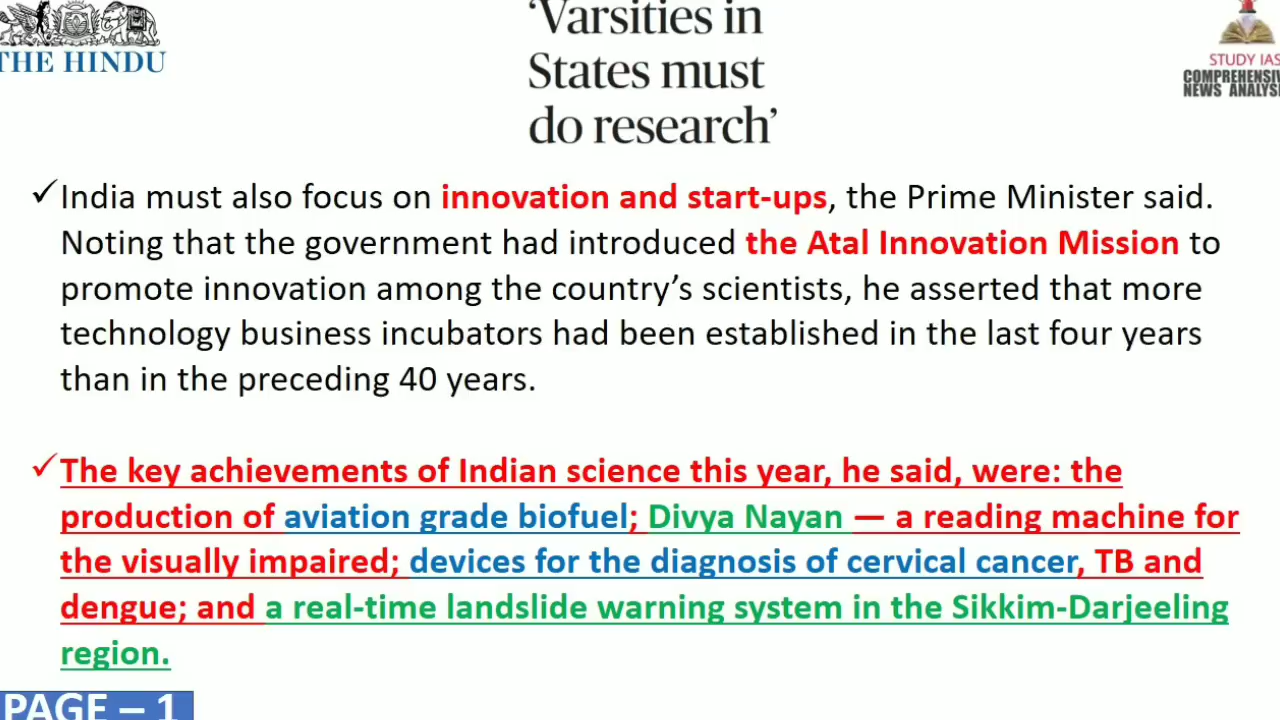 ‘Varsities in
THE HINDU
States must
STUDY IAS
COMPREHENSIVE
NEWS ANALYSIS
do research’
✓India must also focus on innovation and start-ups, the Prime Minister said.
Noting that the government had introduced the Atal Innovation Mission to
promote innovation among the country’s scientists, he asserted that more
technology business incubators had been established in the last four years
than in the preceding 40 years.
✓The key achievements of Indian science this year, he said, were: the
production of aviation grade biofuel; Divya Nayan — a reading machine for
the visually impaired; devices for the diagnosis of cervical cancer, TB and
dengue; and a real-time landslide warning system in the Sikkim-Darjeeling
region.
PAGE – 1